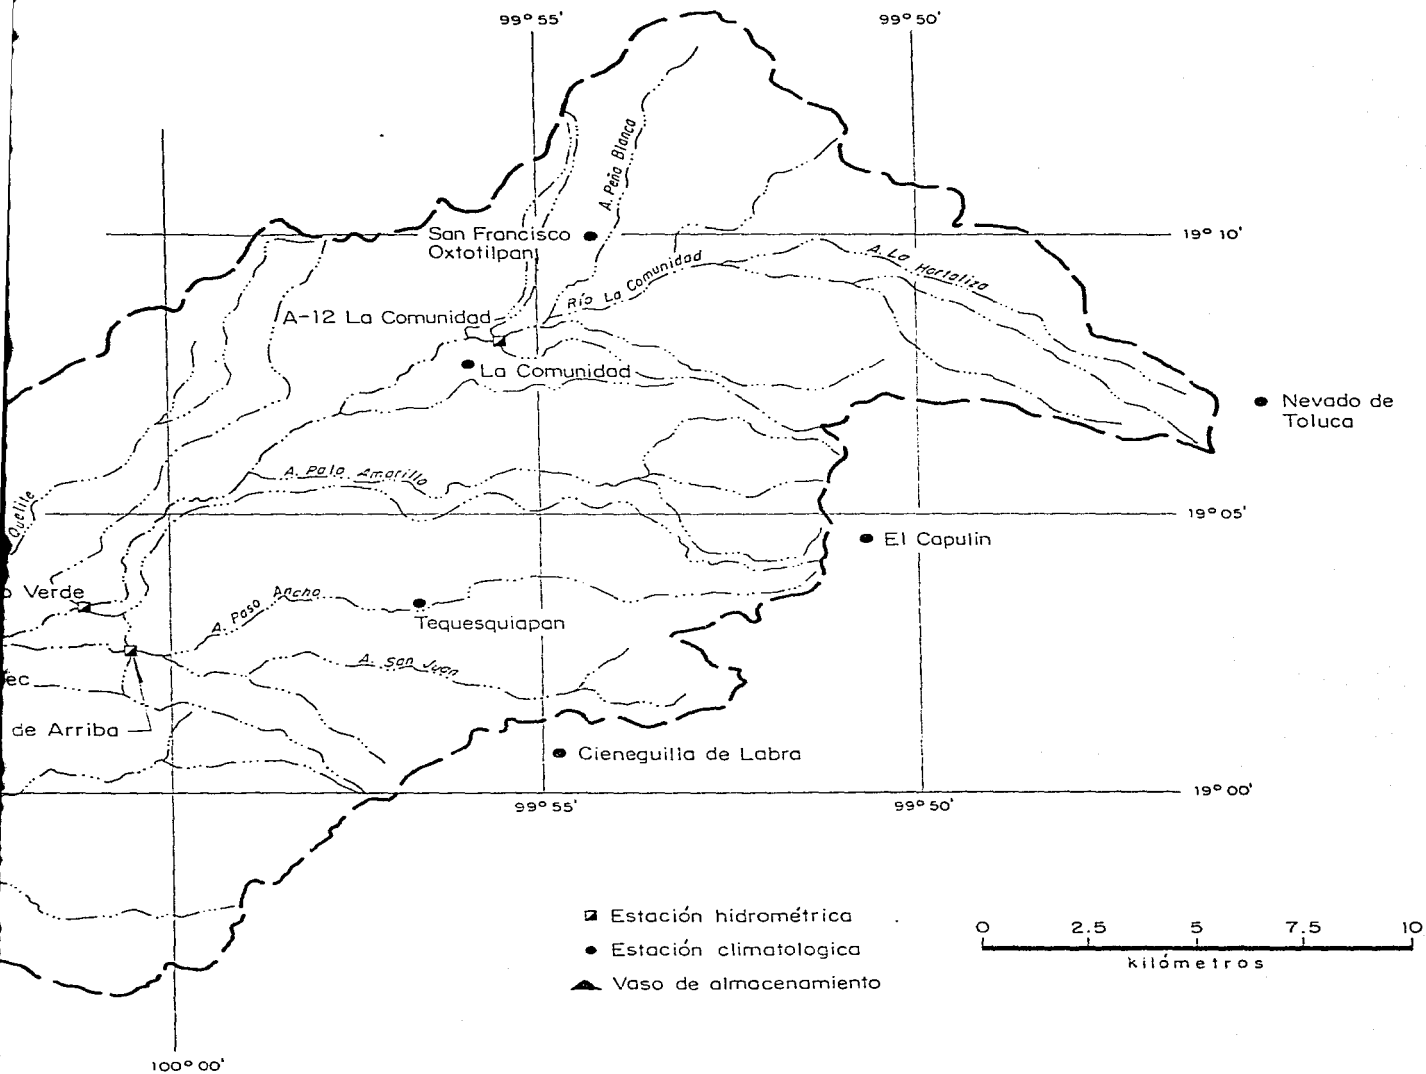 99° 55'
99° 50'
A. Peña Blanca
San Francisco
Oxtotilpan
19° 10'
A. La Hortaliza
Río La Comunidad
A-12 La Comunidad
La Comunidad
Nevado de
Toluca
A. Palo Amarillo
Quelite
19° 05'
El Capulin
o Verde
A. Paso Ancho
Tequesquiapan
A. San Juan
ec
de Arriba
Cieneguilla de Labra
19° 00'
99° 55'
99° 50'
Estación hidrométrica
Estación climatologica
Vaso de almacenamiento
0 2.5 5 7.5 10
kilómetros
100° 00'